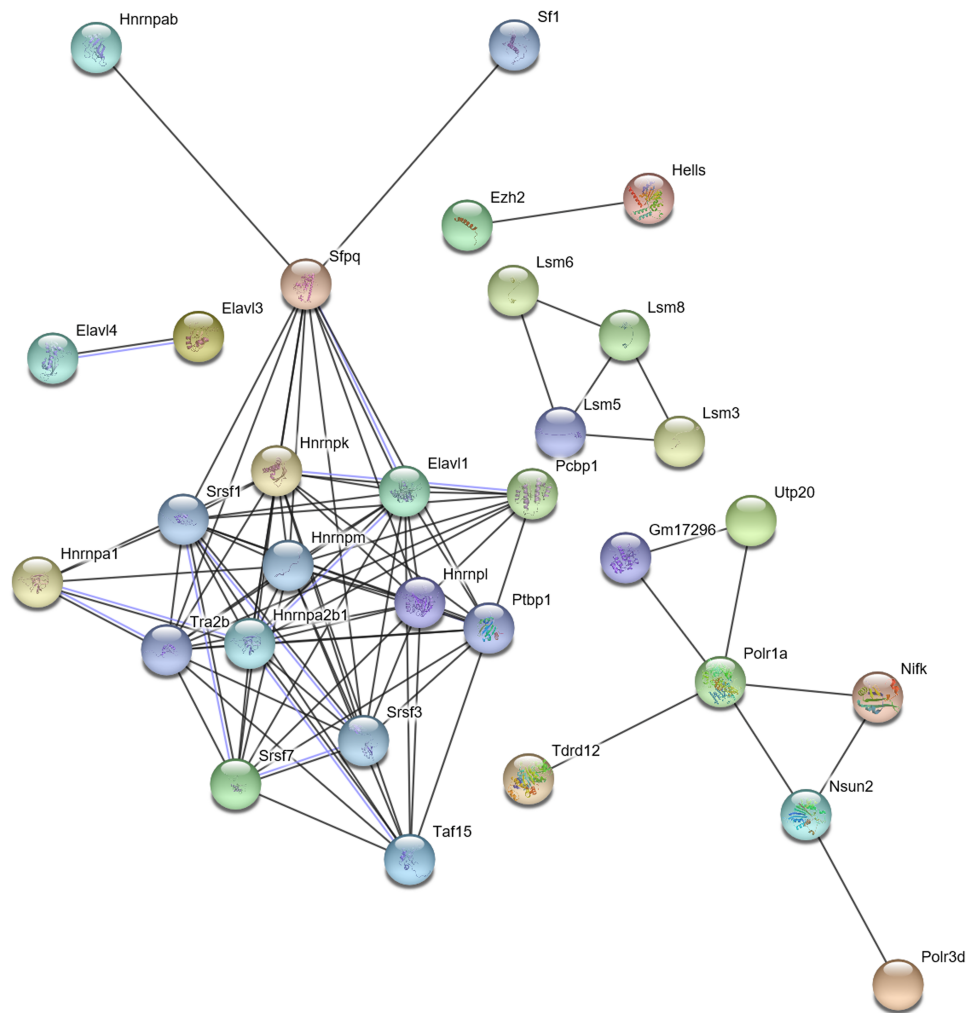 Hnrnpab
Sf1
Hells
Ezh2
Sfpq
Lsm6
Elavl3
Lsm8
Elavl4
Lsm5
Lsm3
Hnrnpk
Elavl1
Pcbp1
Srsf1
Utp20
Gm17296
Hnrnpm
Hnrnpa1
Hnrnpl
Ptbp1
Tra2b
Hnrnpa2b1
Polr1a
Nifk
Srsf3
Tdrd12
Srsf7
Nsun2
Taf15
Polr3d